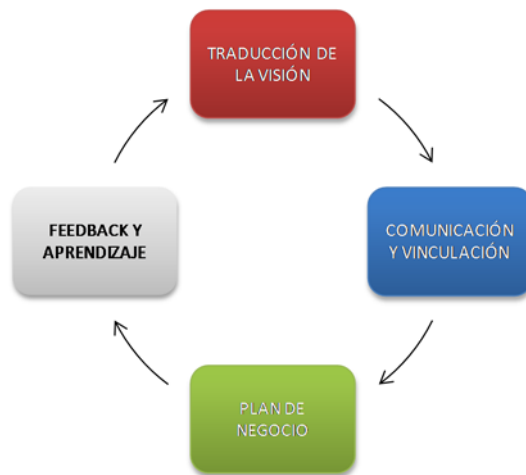 TRADUCCIÓN DE
LA VISIÓN
COMUNICACIÓN
Y VINCULACIÓN
PLAN DE
NEGOCIO
FEEDBACK Y
APRENDIZAJE